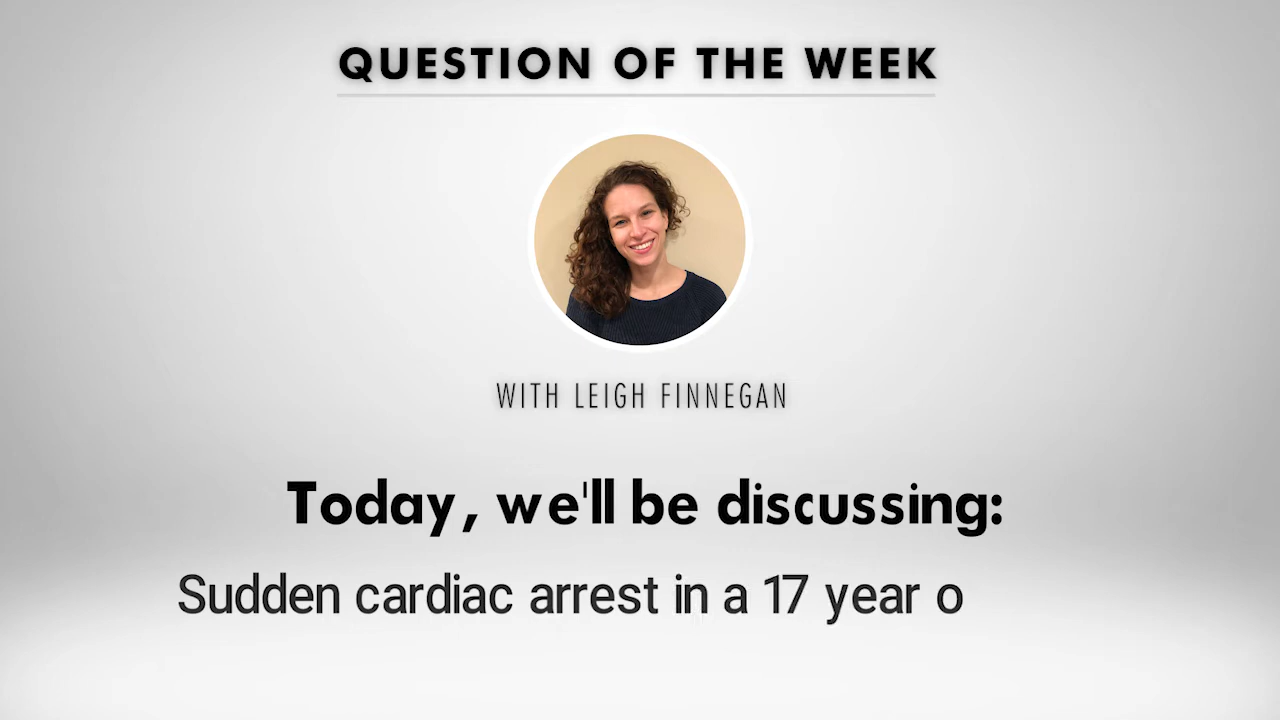 QUESTION OF THE WEEK
WITH LEIGH FINNEGAN
Today, we'll be discussing:
Sudden cardiac arrest in a 17 year o